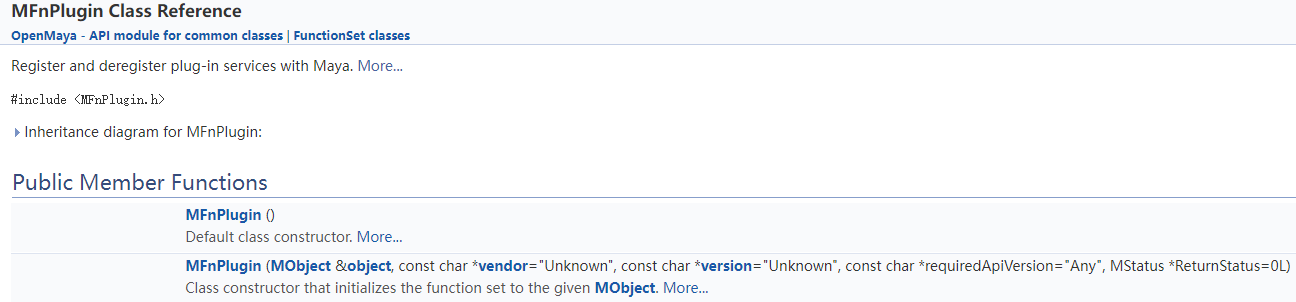 MFnPlugin Class Reference
OpenMaya - API module for common classes | FunctionSet classes
Register and deregister plug-in services with Maya. More...
#include <MFnPlugin.h>
Inheritance diagram for MFnPlugin:
Public Member Functions
MFnPlugin ()
Default class constructor. More...
MFnPlugin (MObject &object, const char *vendor="Unknown", const char *version="Unknown", const char *requiredApiVersion="Any", MStatus *ReturnStatus=0L)
Class constructor that initializes the function set to the given MObject. More...